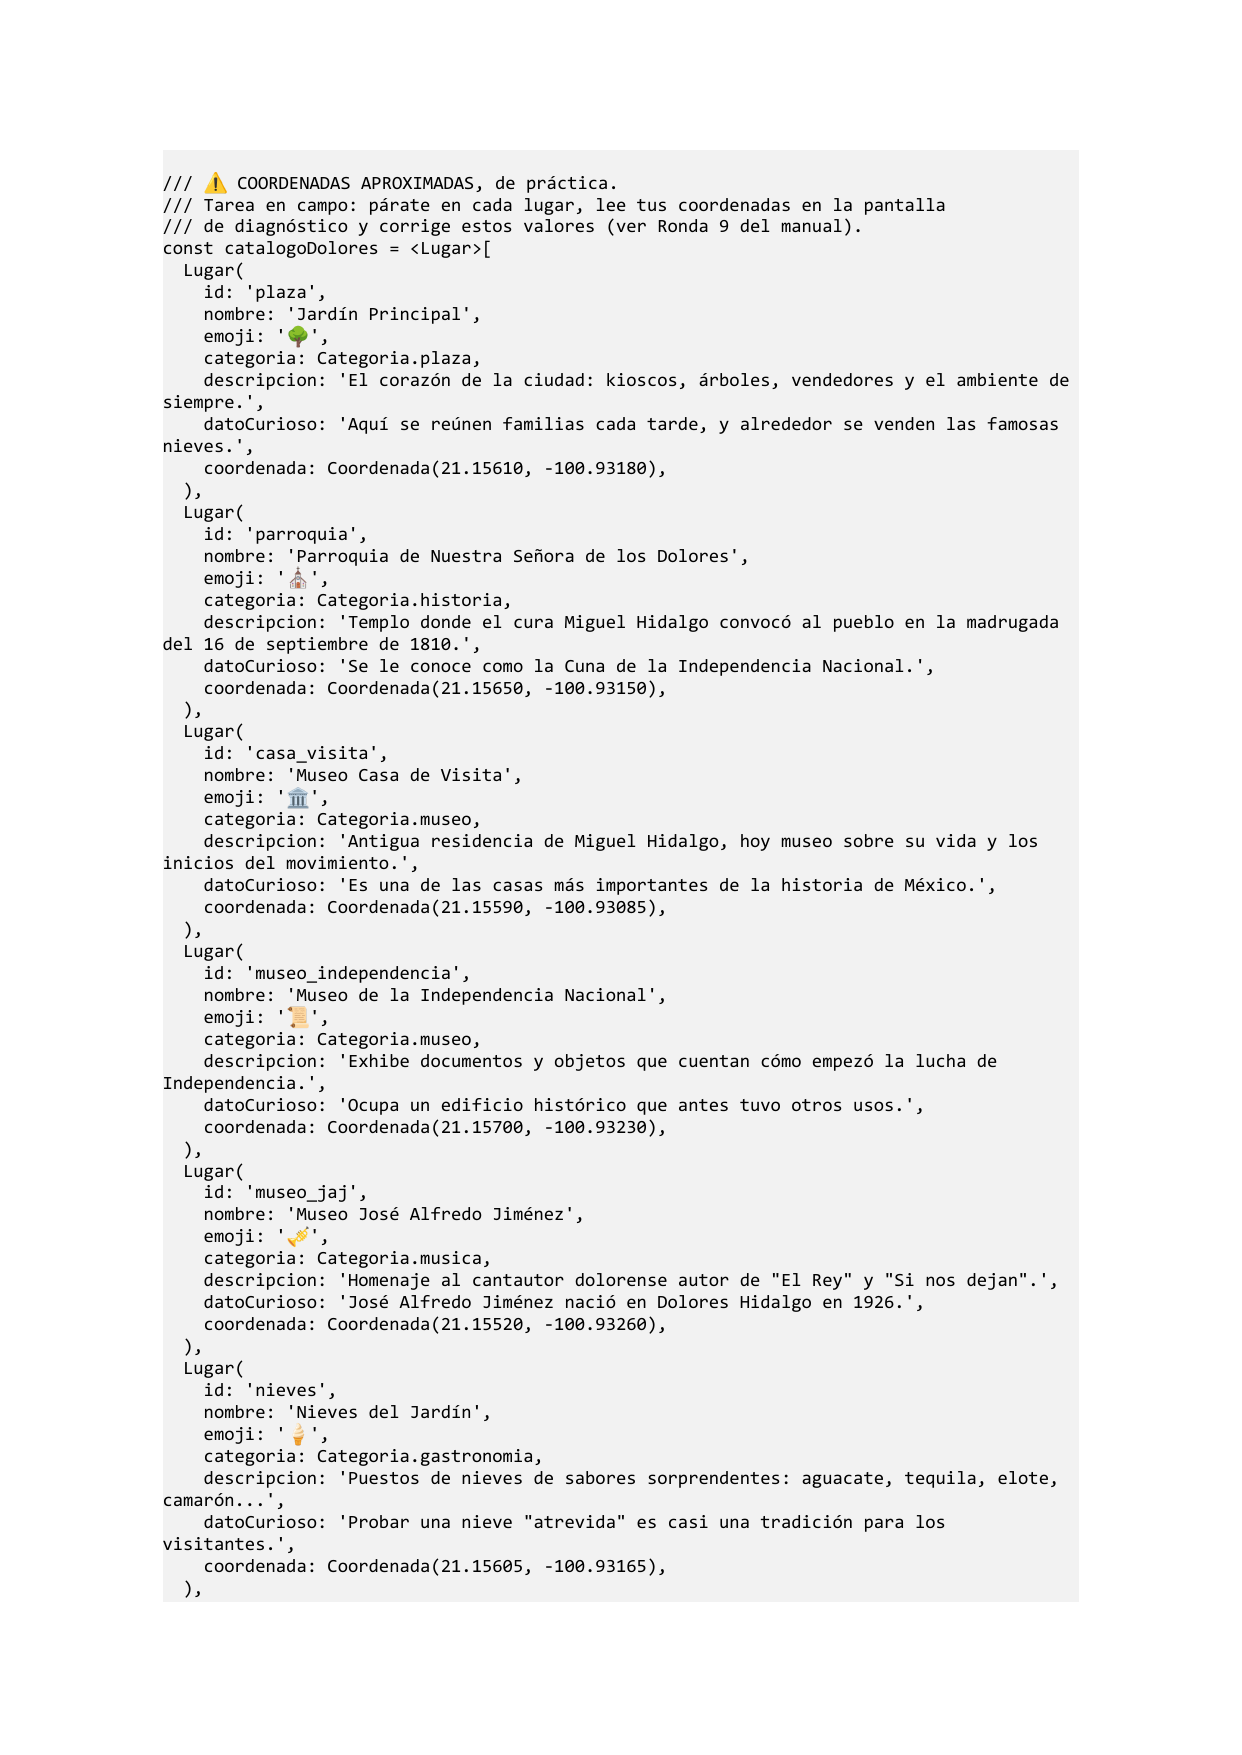 /// ⚠️ COORDENADAS APROXIMADAS, de práctica.
/// Tarea en campo: párate en cada lugar, lee tus coordenadas en la pantalla
/// de diagnóstico y corrige estos valores (ver Ronda 9 del manual).
const catalogoDolores = <Lugar>[
  Lugar(
    id: 'plaza',
    nombre: 'Jardín Principal',
    emoji: '🌳',
    categoria: Categoria.plaza,
    descripcion: 'El corazón de la ciudad: kioscos, árboles, vendedores y el ambiente de
siempre.',
    datoCurioso: 'Aquí se reúnen familias cada tarde, y alrededor se venden las famosas
nieves.',
    coordenada: Coordenada(21.15610, -100.93180),
  ),
  Lugar(
    id: 'parroquia',
    nombre: 'Parroquia de Nuestra Señora de los Dolores',
    emoji: '⛪',
    categoria: Categoria.historia,
    descripcion: 'Templo donde el cura Miguel Hidalgo convocó al pueblo en la madrugada
del 16 de septiembre de 1810.',
    datoCurioso: 'Se le conoce como la Cuna de la Independencia Nacional.',
    coordenada: Coordenada(21.15650, -100.93150),
  ),
  Lugar(
    id: 'casa_visita',
    nombre: 'Museo Casa de Visita',
    emoji: '🏛️',
    categoria: Categoria.museo,
    descripcion: 'Antigua residencia de Miguel Hidalgo, hoy museo sobre su vida y los
inicios del movimiento.',
    datoCurioso: 'Es una de las casas más importantes de la historia de México.',
    coordenada: Coordenada(21.15590, -100.93085),
  ),
  Lugar(
    id: 'museo_independencia',
    nombre: 'Museo de la Independencia Nacional',
    emoji: '📜',
    categoria: Categoria.museo,
    descripcion: 'Exhibe documentos y objetos que cuentan cómo empezó la lucha de
Independencia.',
    datoCurioso: 'Ocupa un edificio histórico que antes tuvo otros usos.',
    coordenada: Coordenada(21.15700, -100.93230),
  ),
  Lugar(
    id: 'museo_jaj',
    nombre: 'Museo José Alfredo Jiménez',
    emoji: '🎺',
    categoria: Categoria.musica,
    descripcion: 'Homenaje al cantautor dolorense autor de "El Rey" y "Si nos dejan".',
    datoCurioso: 'José Alfredo Jiménez nació en Dolores Hidalgo en 1926.',
    coordenada: Coordenada(21.15520, -100.93260),
  ),
  Lugar(
    id: 'nieves',
    nombre: 'Nieves del Jardín',
    emoji: '🍦',
    categoria: Categoria.gastronomia,
    descripcion: 'Puestos de nieves de sabores sorprendentes: aguacate, tequila, elote,
camarón...',
    datoCurioso: 'Probar una nieve "atrevida" es casi una tradición para los
visitantes.',
    coordenada: Coordenada(21.15605, -100.93165),
  ),